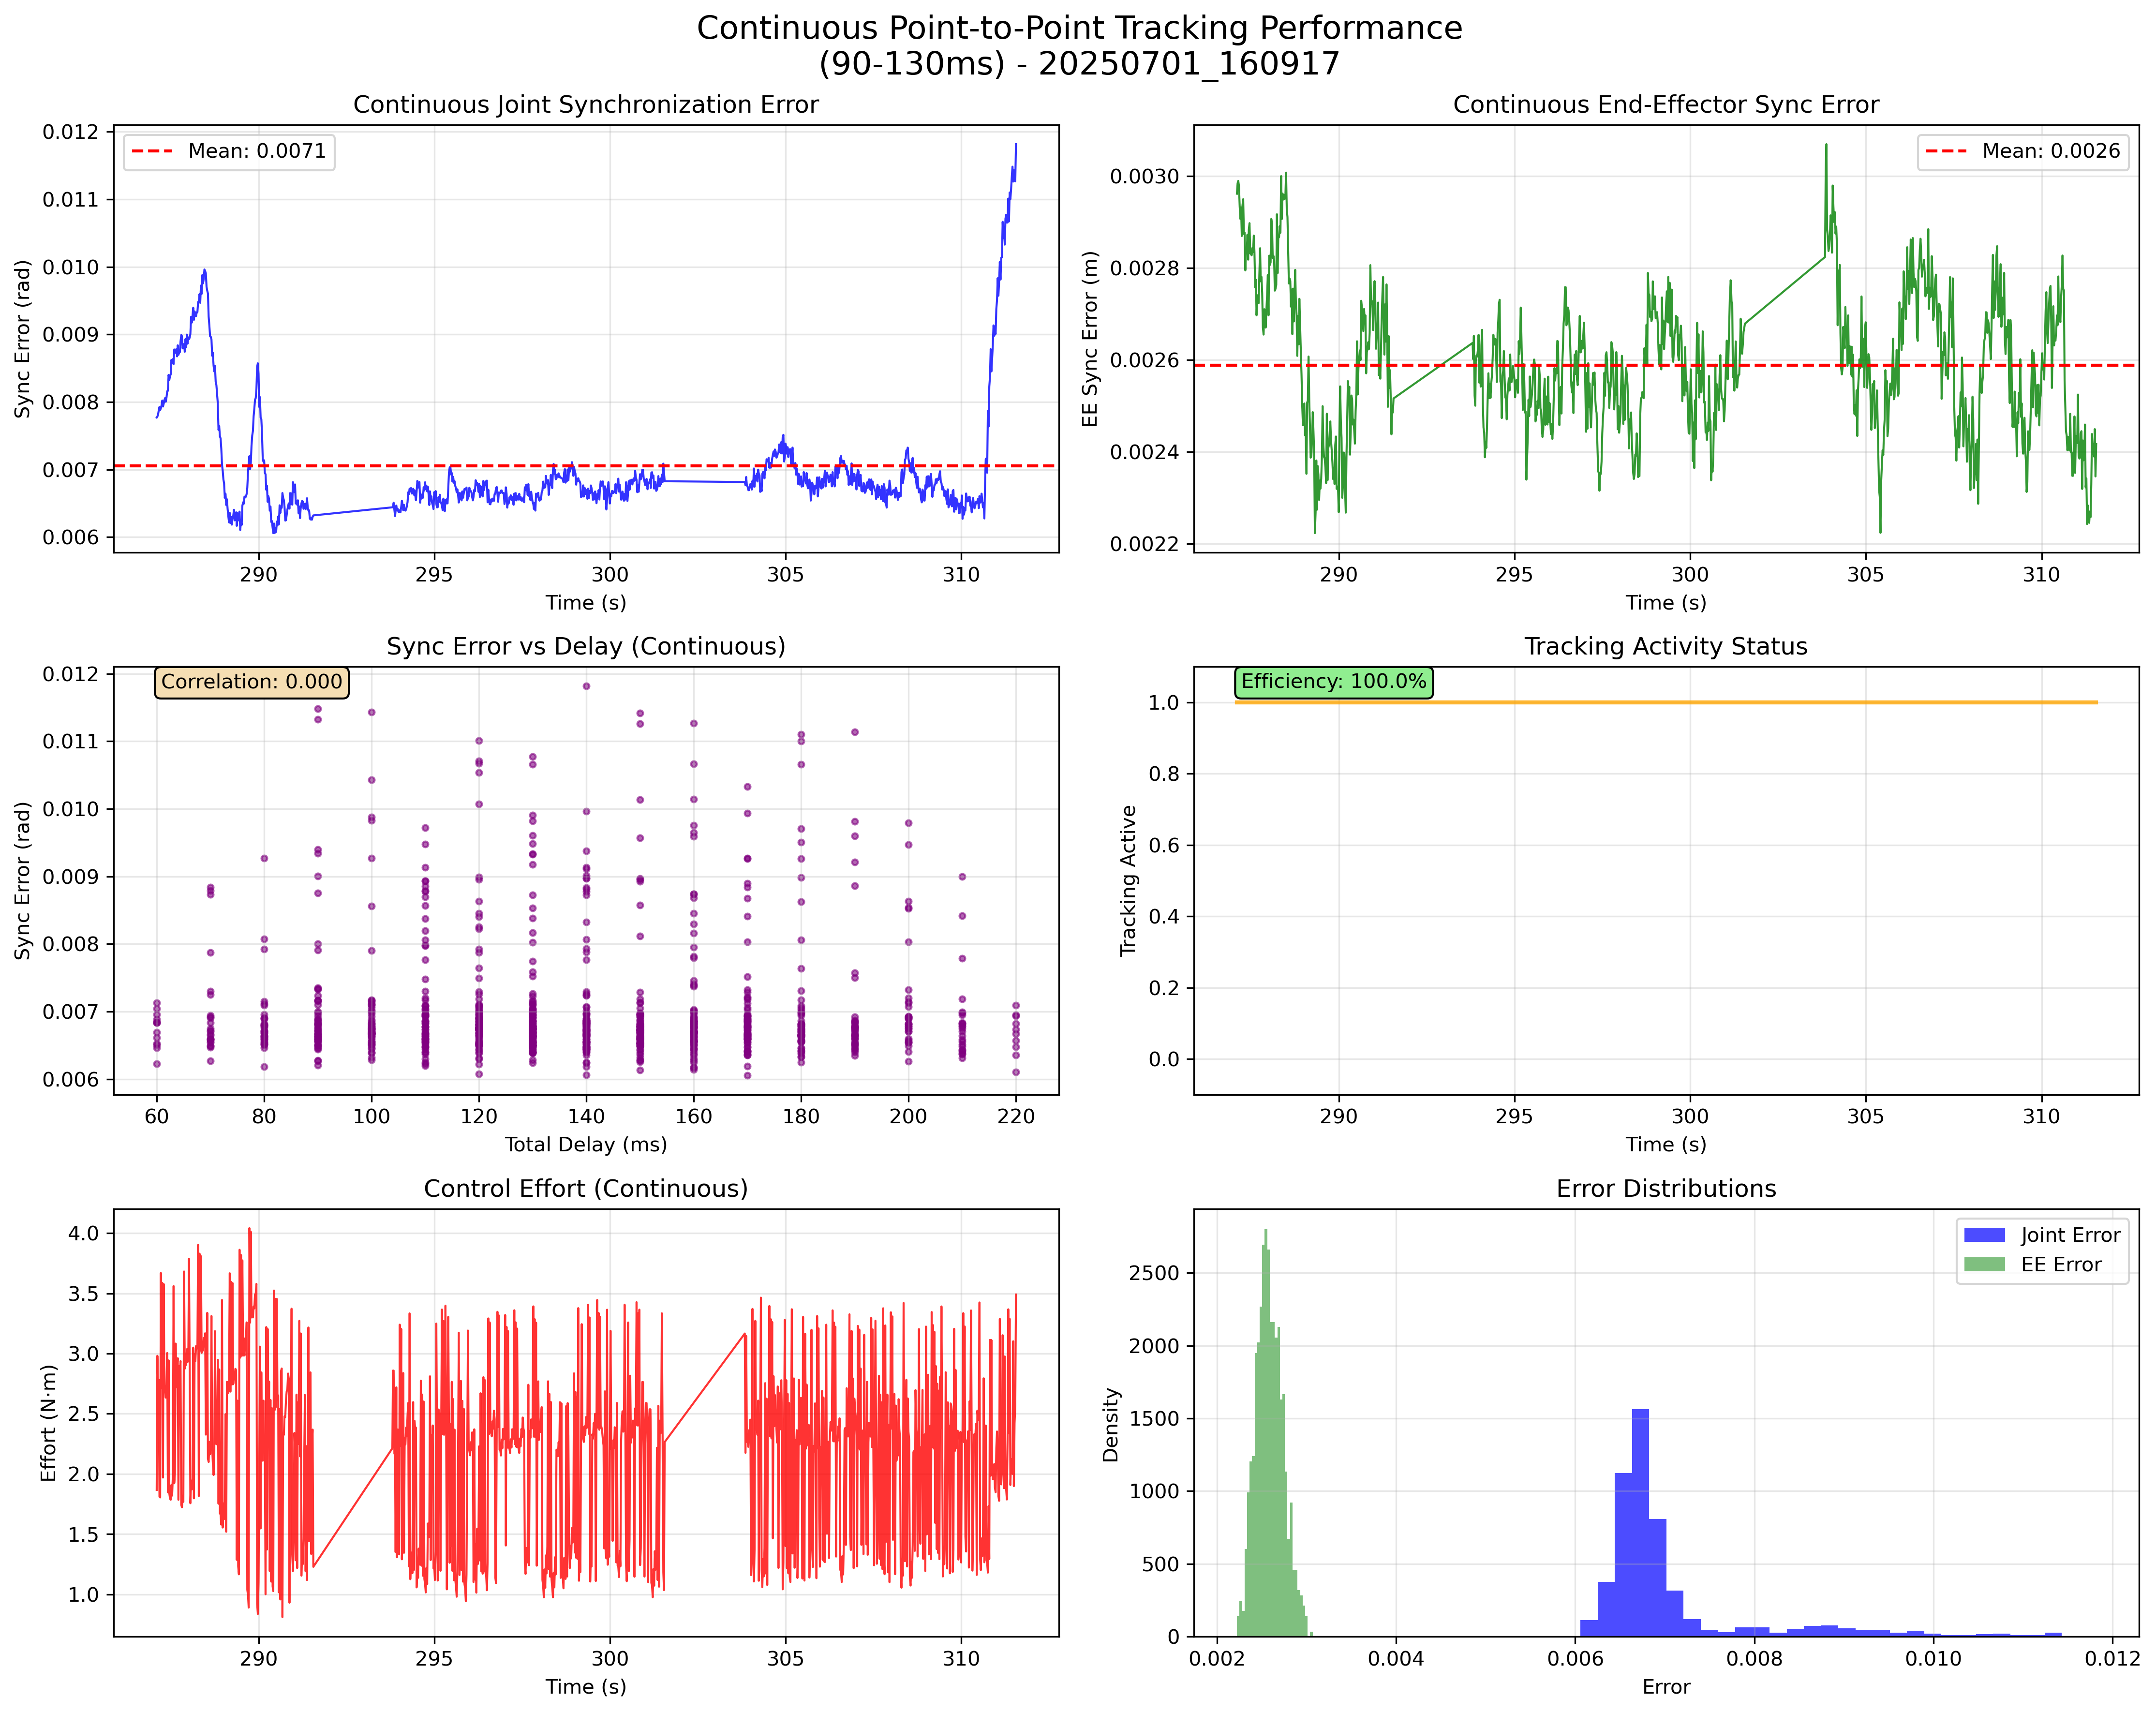 Continuous Point-to-Point Tracking Performance
(90-130ms) - 20250701_160917
Continuous Joint Synchronization Error
Mean: 0.0071
0.012
0.011
0.010
0.009
0.008
0.007
0.006
Sync Error (rad)
290
295
300
305
310
Time (s)
Continuous End-Effector Sync Error
Mean: 0.0026
0.0030
0.0028
0.0026
0.0024
0.0022
EE Sync Error (m)
290
295
300
305
310
Time (s)
Sync Error vs Delay (Continuous)
Correlation: 0.000
0.012
0.011
0.010
0.009
0.008
0.007
0.006
Sync Error (rad)
60
80
100
120
140
160
180
200
220
Total Delay (ms)
Tracking Activity Status
Efficiency: 100.0%
1.0
0.8
0.6
0.4
0.2
0.0
Tracking Active
290
295
300
305
310
Time (s)
Control Effort (Continuous)
4.0
3.5
3.0
2.5
2.0
1.5
1.0
Effort (N·m)
290
295
300
305
310
Time (s)
Error Distributions
Joint Error
EE Error
2500
2000
1500
1000
500
0
Density
0.002
0.004
0.006
0.008
0.010
0.012
Error